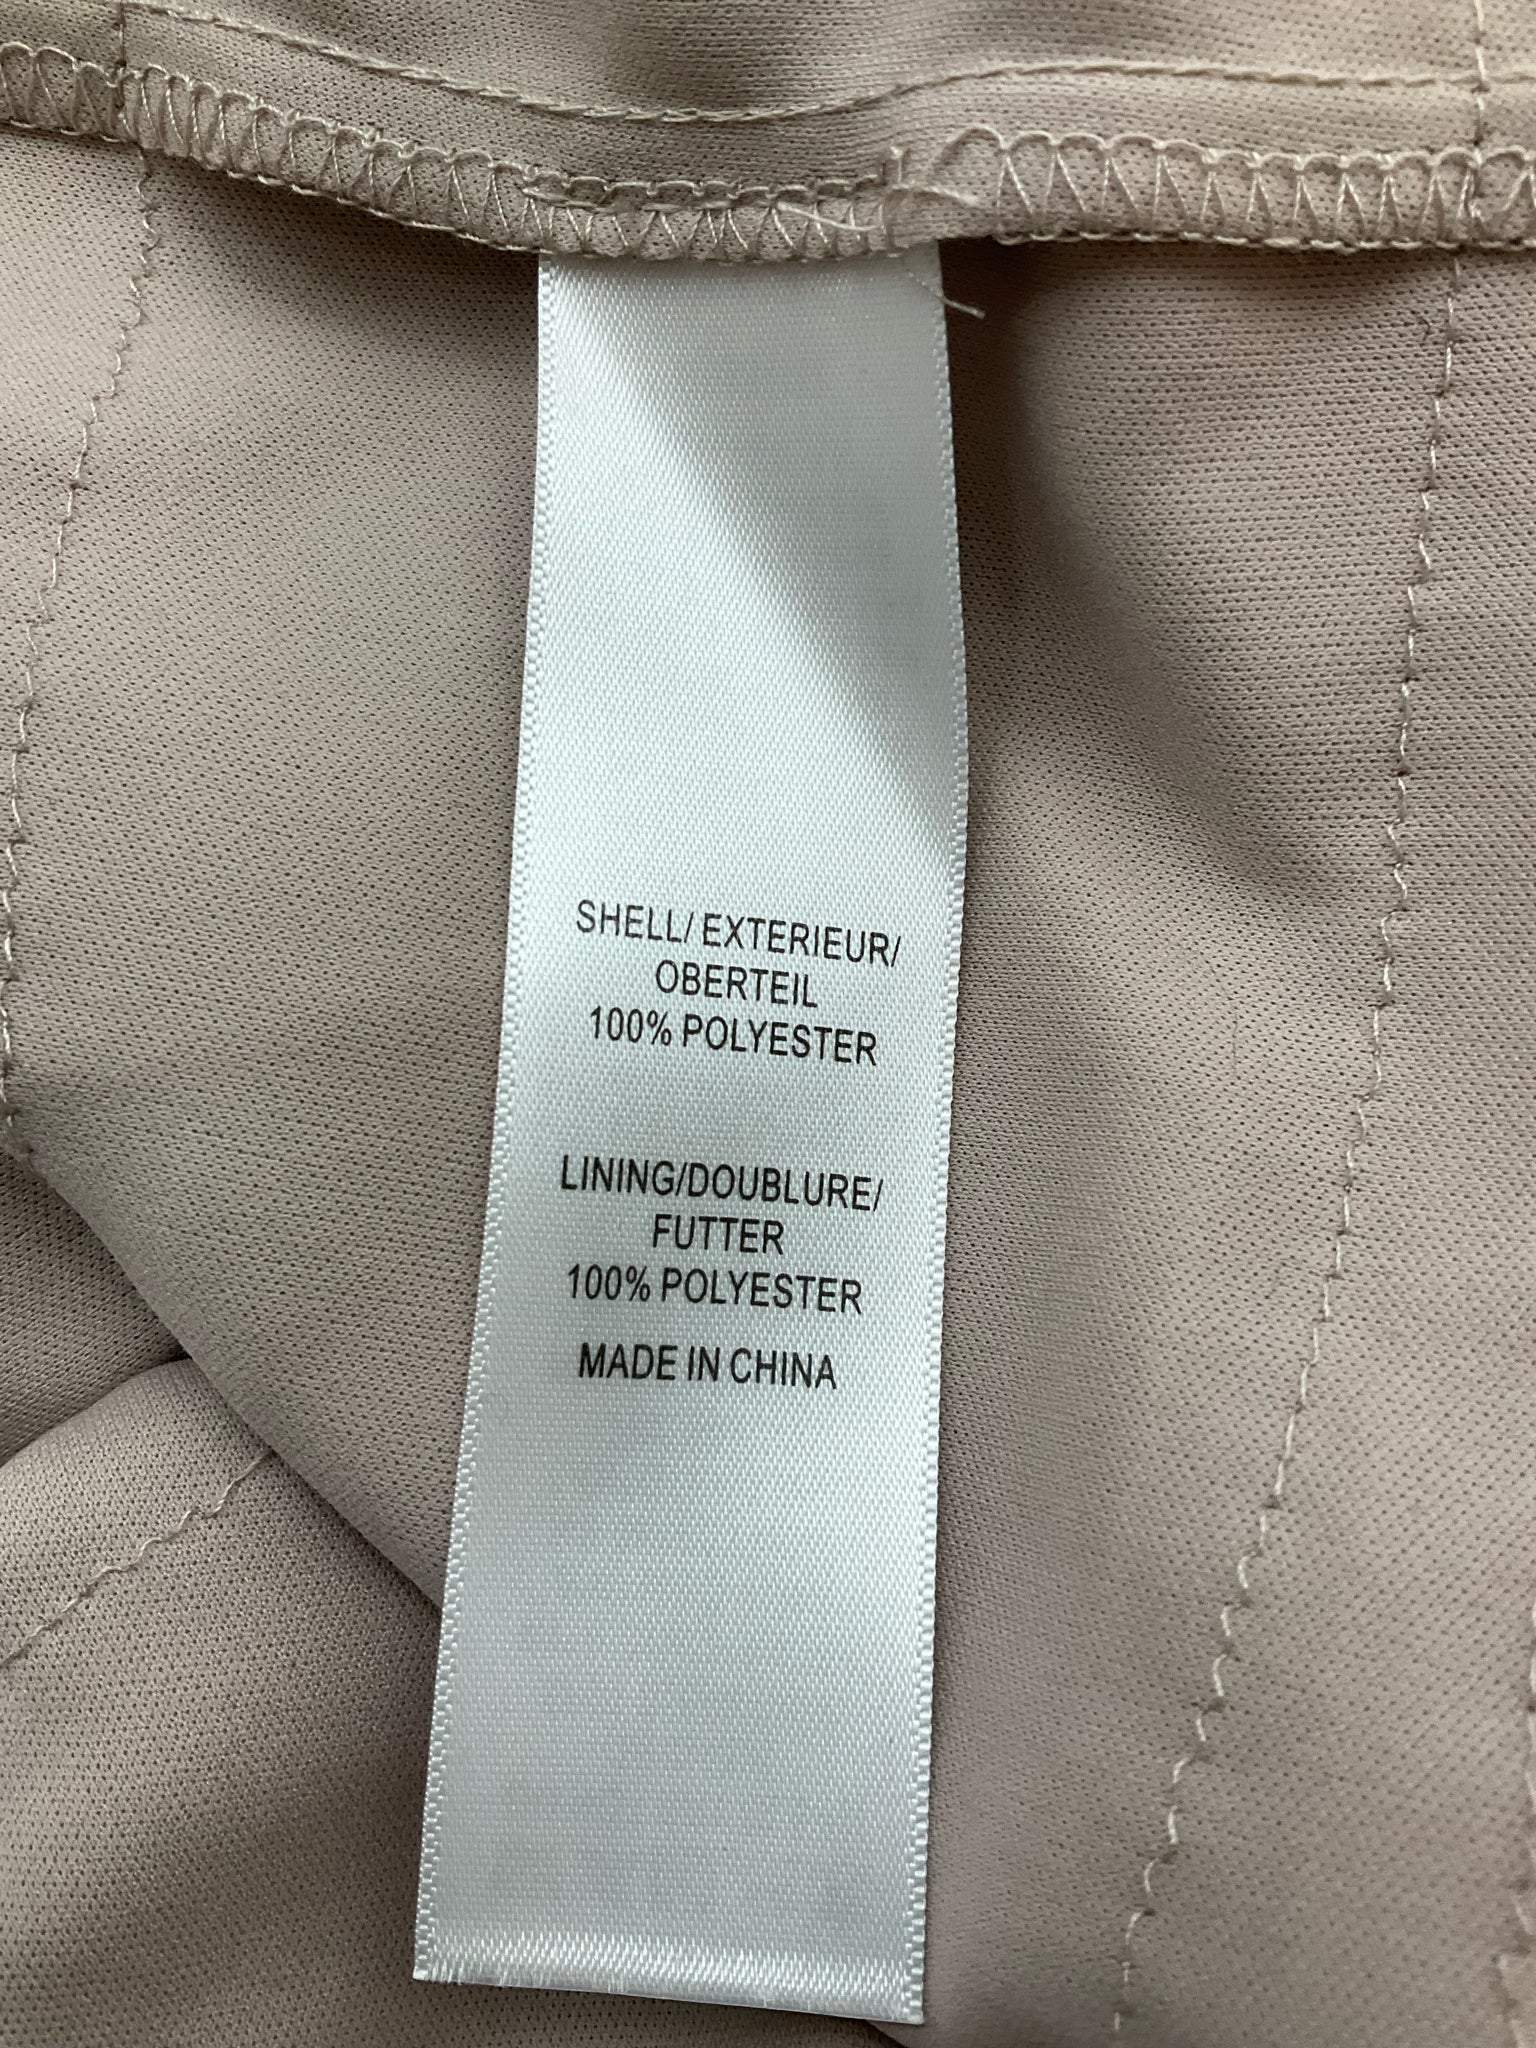 SHELL/ EXTERIEUR/
OBERTEIL
100% POLYESTER
LINING/DOUBLURE/
FUTTER
100% POLYESTER
MADE IN CHINA